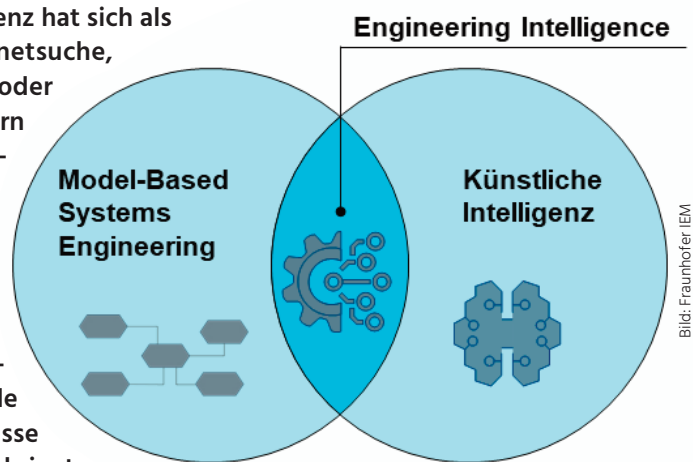 enz hat sich als
netsuche,
oder
rn
-
-
le
sse
Engineering Intelligence
Model-Based
Systems
Engineering
Künstliche
Intelligenz
Bild: Fraunhofer IEM